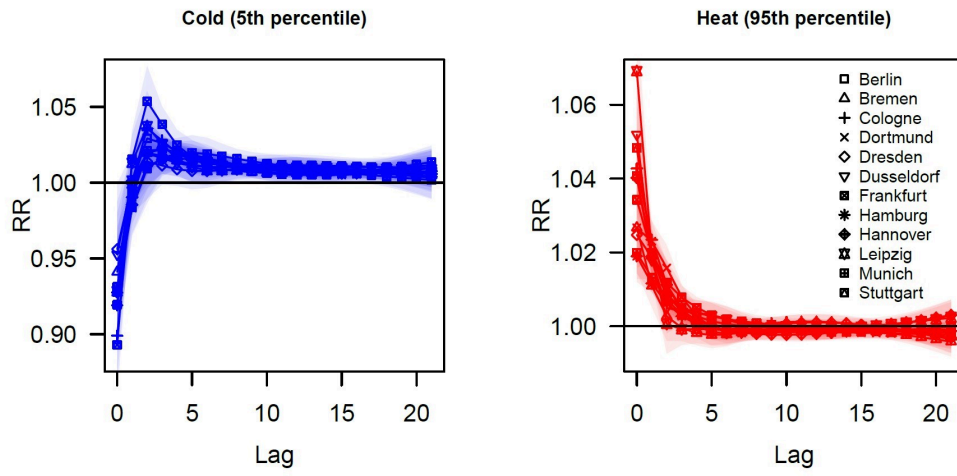 Cold (5th percentile)
RR
1.05
1.00
0.95
0.90
0 5 10 15 20
Lag
Heat (95th percentile)
RR
1.06
1.04
1.02
1.00
0 5 10 15 20
Lag
Berlin
Bremen
Cologne
Dortmund
Dresden
Dusseldorf
Frankfurt
Hamburg
Hannover
Leipzig
Munich
Stuttgart